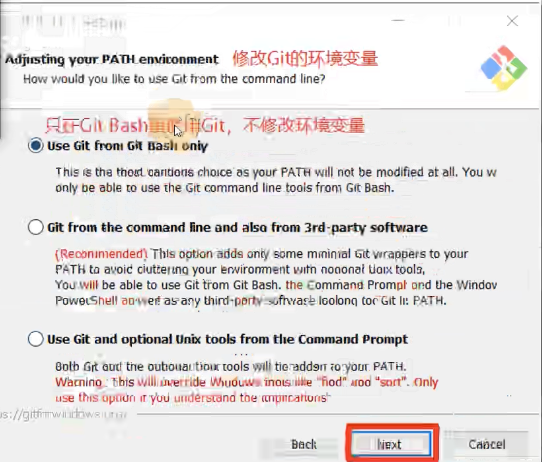 Adjusting your PATH environment 修改Git的环境变量
How would you like to use Git from the command line?
只在Git Bash里使用Git，不修改环境变量
Use Git from Git Bash only
This is the most cautious choice as your PATH will not be modified at. all. You w
only be able to use the Git command line tools from Git Bash.
Git from the command line and also from 3rd-party software
(Recommended) This option adds only some minimal Git wrappers to your
PATH to avoid cluttering your environment with optional Unix tools,
You will be able to use Git from Git Bash, the Command Prompt and the Window
PowerShell as well as any third-party software looking for Git in PATH.
Use Git and optional Unix tools from the Command Prompt
Both Git and the optional Unix tools will be added to your PATH.
Warning: This will override Windows tools like "find" and "sort". Only
use this option if you understand the implications.
s://gitforwindows.org/
Back Next Cancel